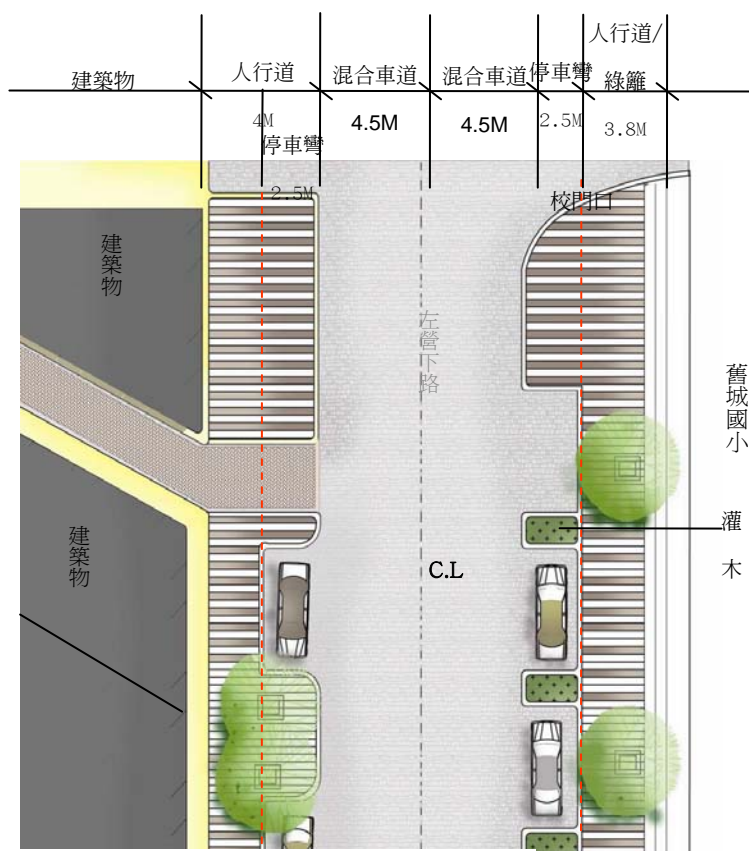 人行道/
建築物
人行道
混合車道
混合車道
停車彎
綠籬
4M
4.5M
4.5M
2.5M
3.8M
停車彎
2.5M
校門口
建築物
左營下路
舊城國小
灌木
建築物
C.L